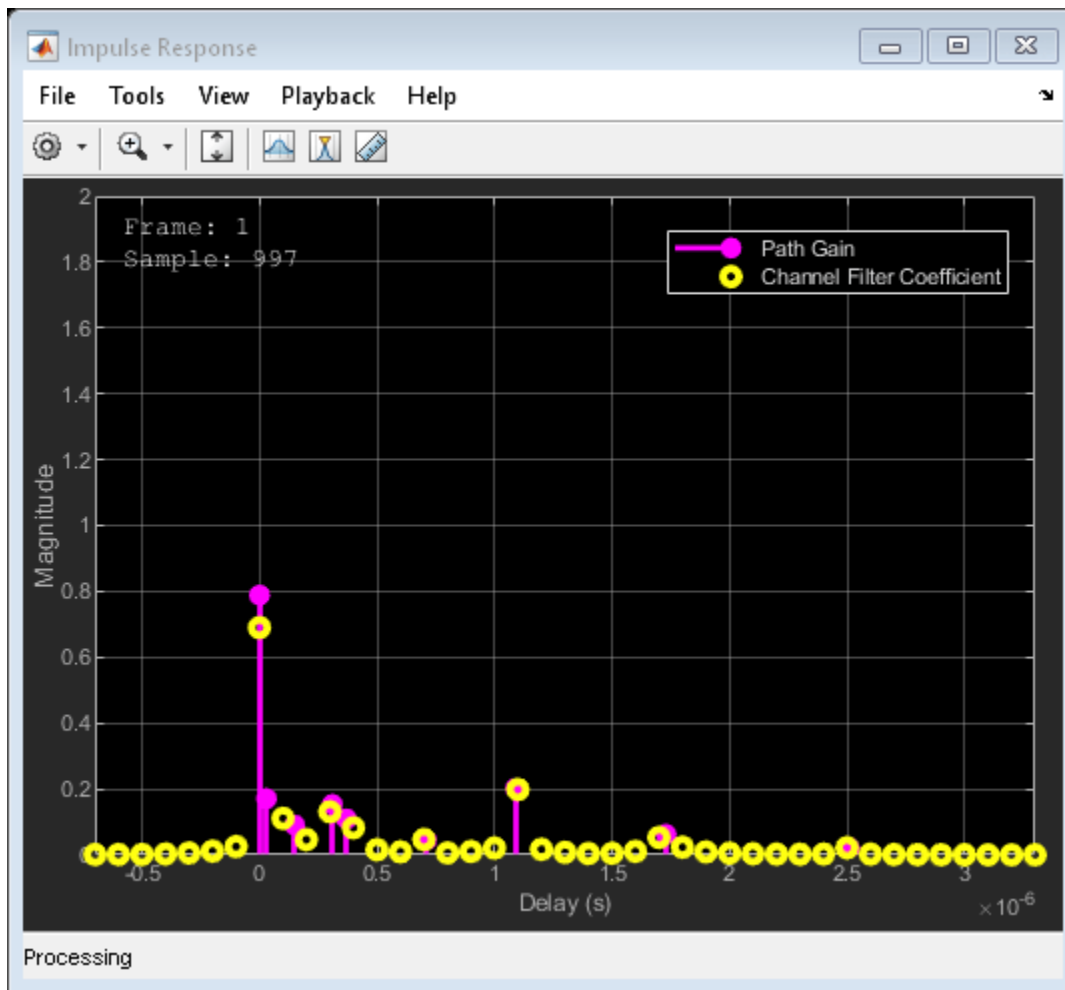 Impulse Response
File Tools View Playback Help
Frame: 1
Sample: 997
Path Gain
Channel Filter Coefficient
2
1.8
1.6
1.4
1.2
1
0.8
0.6
0.4
0.2
0
Magnitude
-0.5 0 0.5 1 1.5 2 2.5 3
Delay (s)
×10^-6
Processing